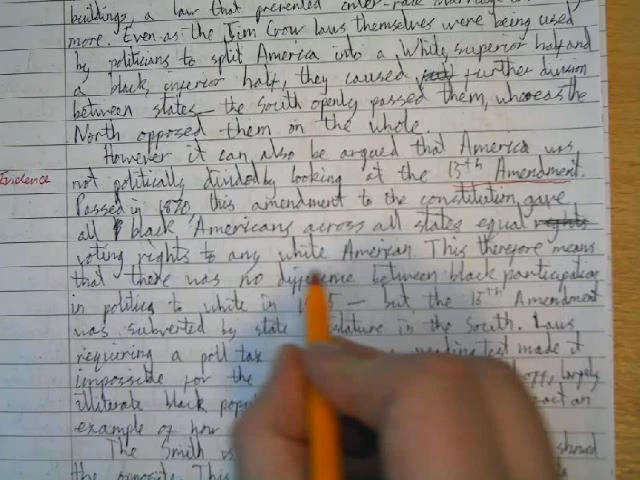 buildings, a law that prevented inter-race marriage
more. Even as the Jim Crow laws themselves were being used
by politicians to split America into a White, superior half and
a black, inferior half, they caused further division
between states – the South openly passed them, whereas the
North opposed them on the whole.
However it can also be argued that America was
Evidence
not politically divided by looking at the 15th Amendment.
Passed in 1870, this amendment to the constitution gave
all black Americans across all states equal rights
voting rights to any white American. This therefore means
that there was no difference between black participation
in politics to white in – but, the 15th Amendment
was subverted by state in the South. Laws
requiring a poll tax reading test made it
impossible for the largely
illiterate black
example of how
The Smith
the opposite. This